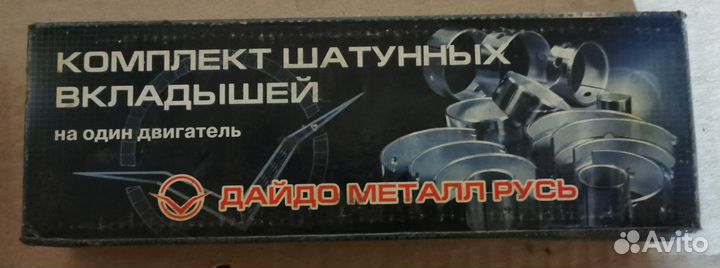 КОМПЛЕКТ ШАТУННЫХ
ВКЛАДЫШЕЙ
на один двигатель
ДАЙДО МЕТАЛЛ РУСЬ
Avito